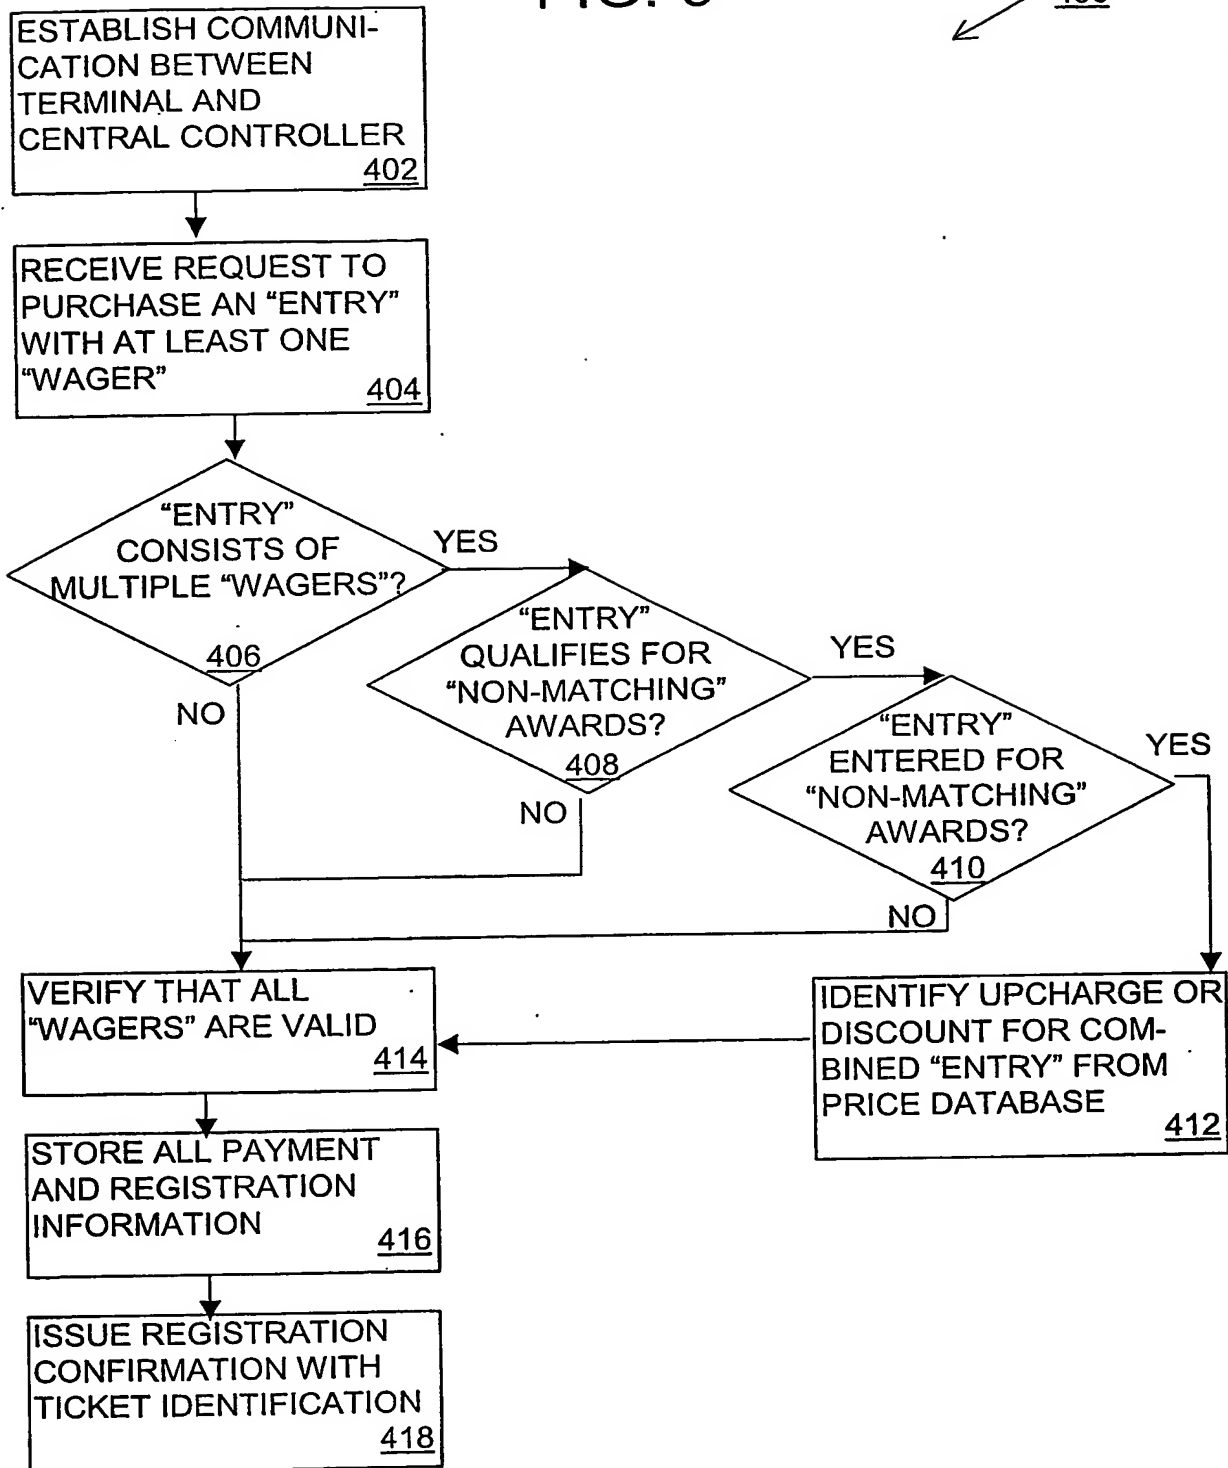 ESTABLISH COMMUNI-
CATION BETWEEN
TERMINAL AND
CENTRAL CONTROLLER
402
RECEIVE REQUEST TO
PURCHASE AN “ENTRY”
WITH AT LEAST ONE
“WAGER”
404
“ENTRY”
CONSISTS OF
MULTIPLE “WAGERS”?
406
YES
NO
“ENTRY”
QUALIFIES FOR
“NON-MATCHING”
AWARDS?
408
YES
NO
“ENTRY”
ENTERED FOR
“NON-MATCHING”
AWARDS?
410
YES
NO
IDENTIFY UPCHARGE OR
DISCOUNT FOR COM-
BINED “ENTRY” FROM
PRICE DATABASE
412
VERIFY THAT ALL
“WAGERS” ARE VALID
414
STORE ALL PAYMENT
AND REGISTRATION
INFORMATION
416
ISSUE REGISTRATION
CONFIRMATION WITH
TICKET IDENTIFICATION
418